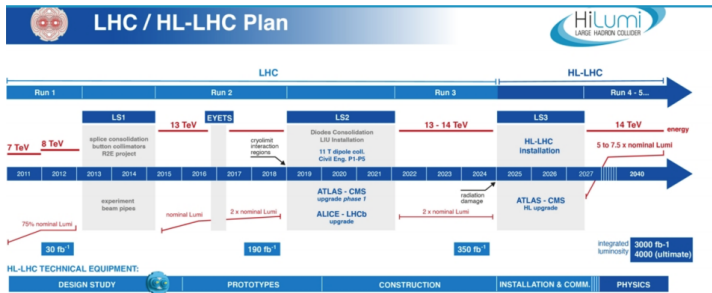 LHC / HL-LHC Plan
HiLumi
LARGE HADRON COLLIDER
LHC
HL-LHC
Run 1
Run 2
Run 3
Run 4 - 5...
LS1
EYETS
LS2
LS3
7 TeV
8 TeV
13 TeV
13 - 14 TeV
14 TeV
energy
splice consolidation
button collimators
R2E project
cryolimit
interaction
regions
Diodes Consolidation
LIU Installation
11 T dipole coll.
Civil Eng. P1-P5
HL-LHC
installation
5 to 7.5 x nominal Lumi
2011 2012 2013 2014 2015 2016 2017 2018 2019 2020 2021 2022 2023 2024 2025 2026 2027 2040
experiment
beam pipes
ATLAS - CMS
upgrade phase 1
ALICE - LHCb
upgrade
radiation
damage
ATLAS - CMS
HL upgrade
75% nominal Lumi
nominal Lumi
2 x nominal Lumi
2 x nominal Lumi
30 fb-1
190 fb-1
350 fb-1
integrated
luminosity
3000 fb-1
4000 (ultimate)
HL-LHC TECHNICAL EQUIPMENT:
DESIGN STUDY
PROTOTYPES
CONSTRUCTION
INSTALLATION & COMM.
PHYSICS